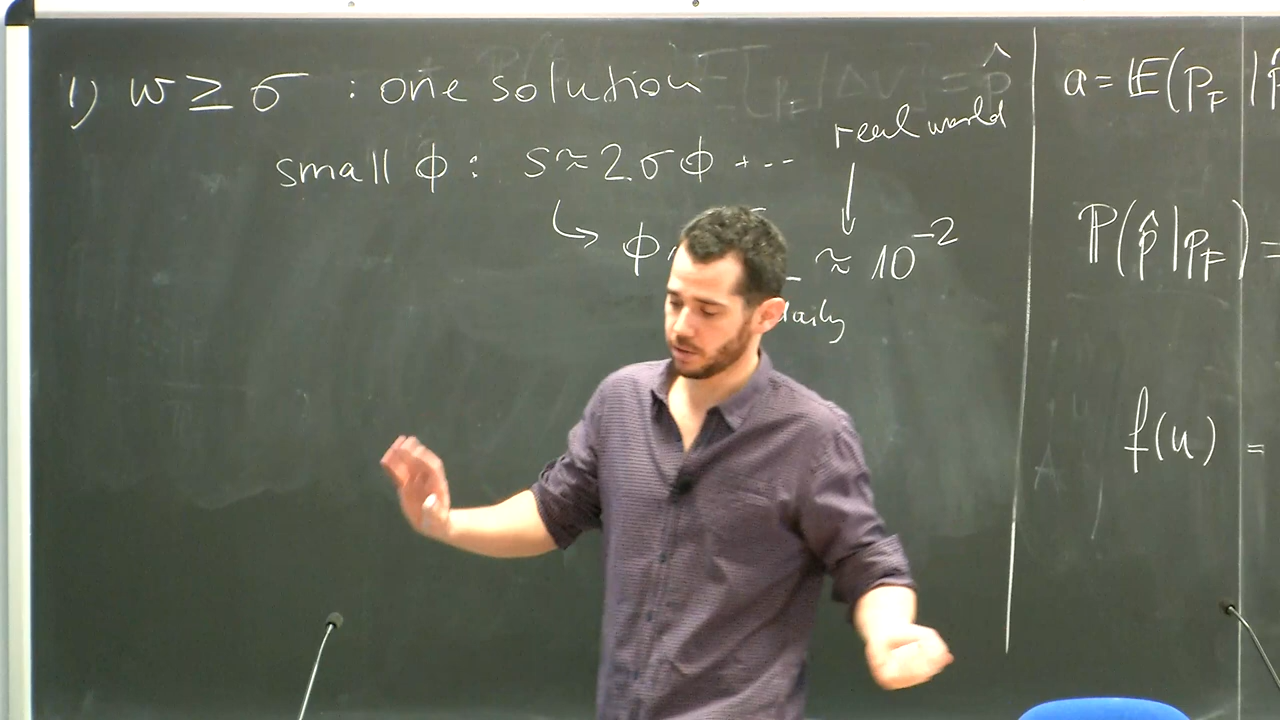 1) w ≥ σ : one solution
small ϕ : s ≈ 2σϕ + ...
real world
↳ ϕ ≈ 10⁻²
daily
a = 𝔼(p_F | p̂
ℙ(p̂ | p_F) =
f(u) =